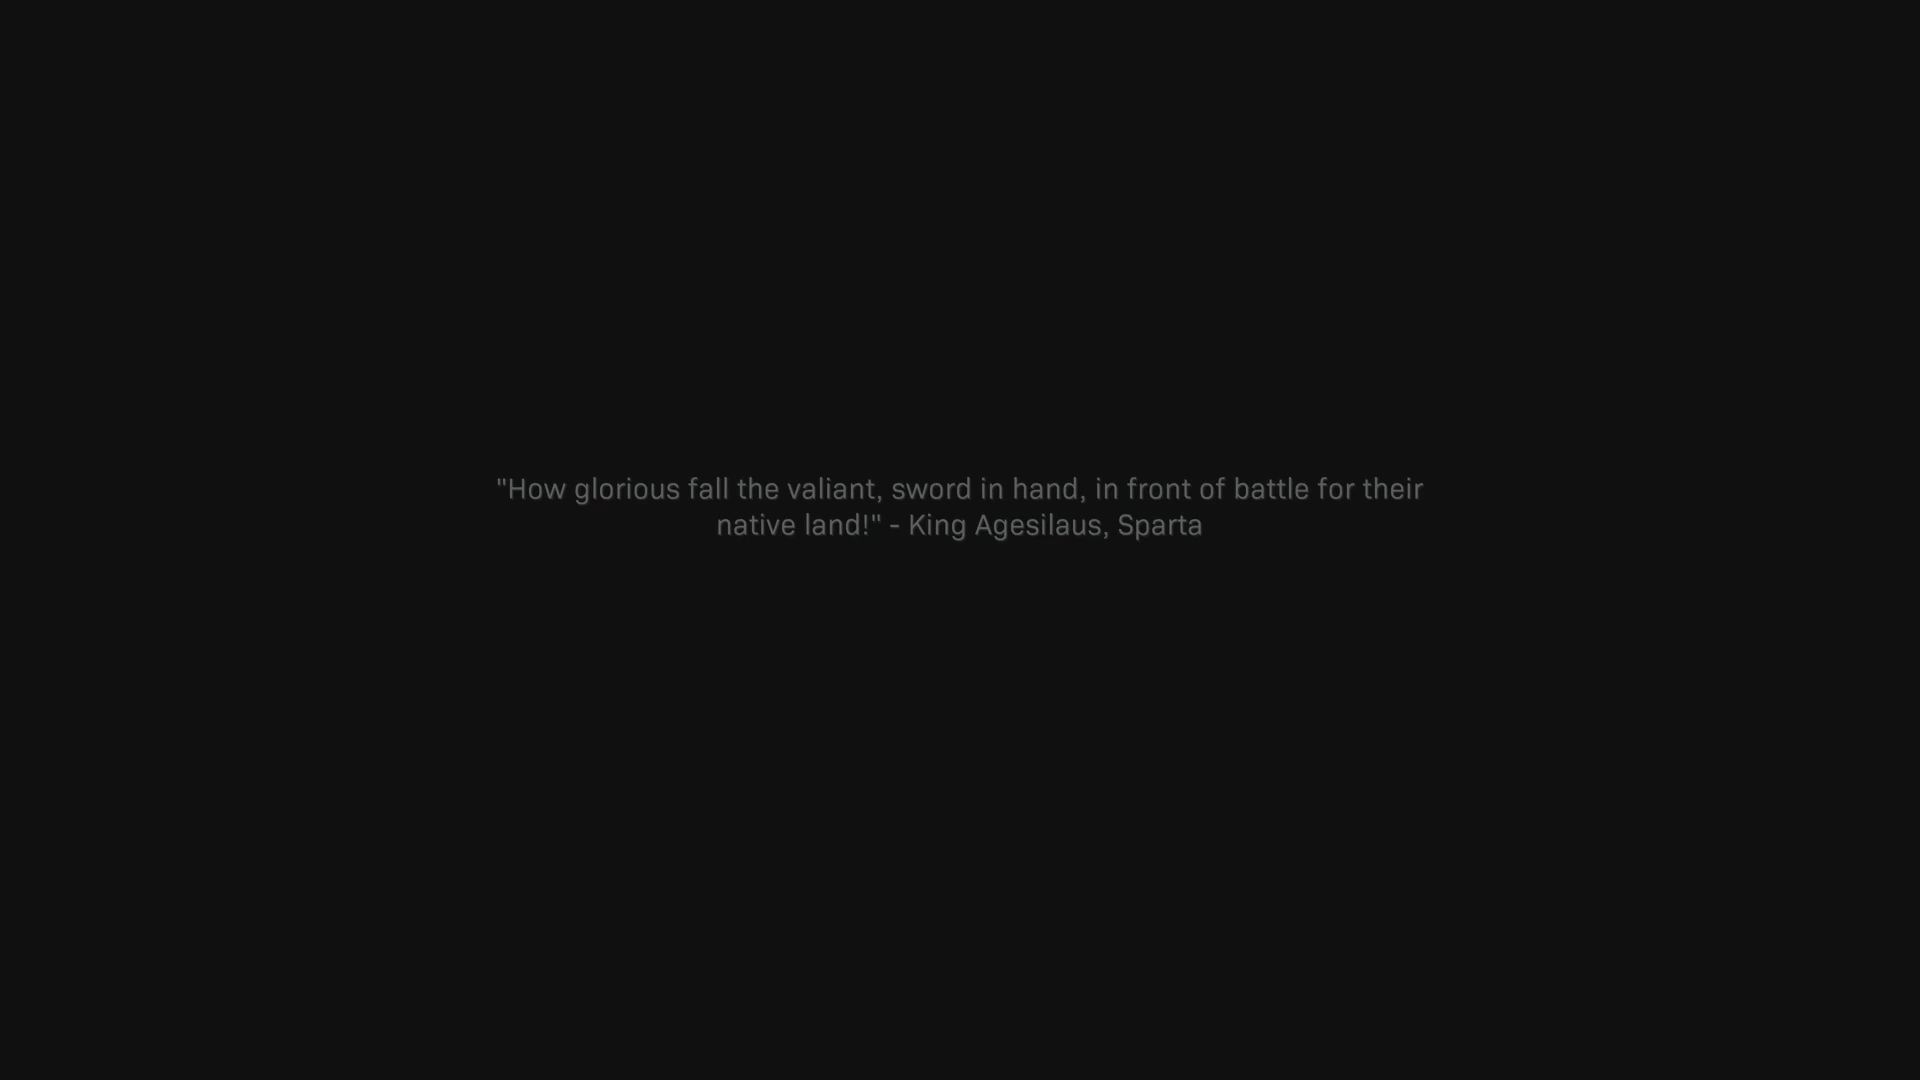 "How glorious fall the valiant, sword in hand, in front of battle for their
native land!" - King Agesilaus, Sparta